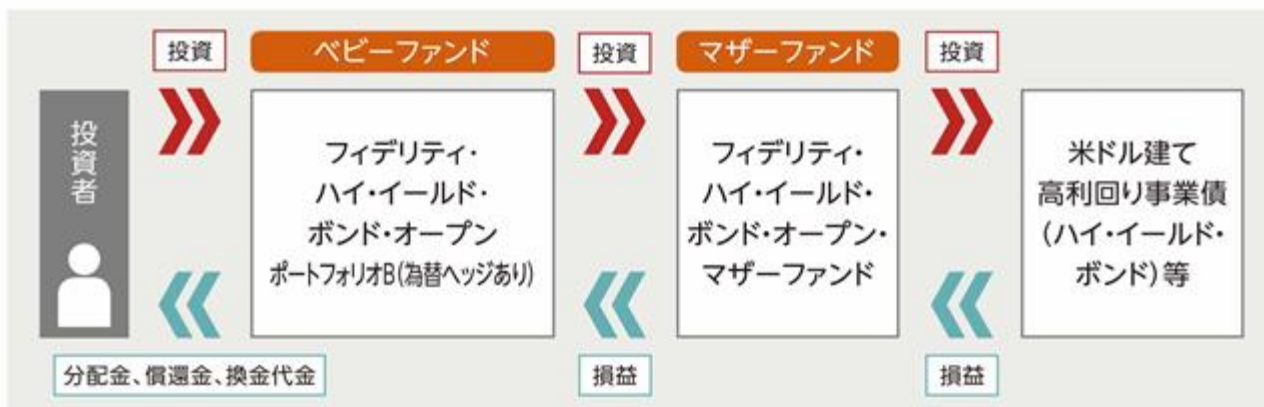 投資
ベビーファンド
投資
マザーファンド
投資
投資者
フィデリティ・
ハイ・イールド・
ボンド・オープン
ポートフォリオB(為替ヘッジあり)
フィデリティ・
ハイ・イールド・
ボンド・オープン・
マザーファンド
米ドル建て
高利回り事業債
(ハイ・イールド・
ボンド)等
分配金、償還金、換金代金
損益
損益